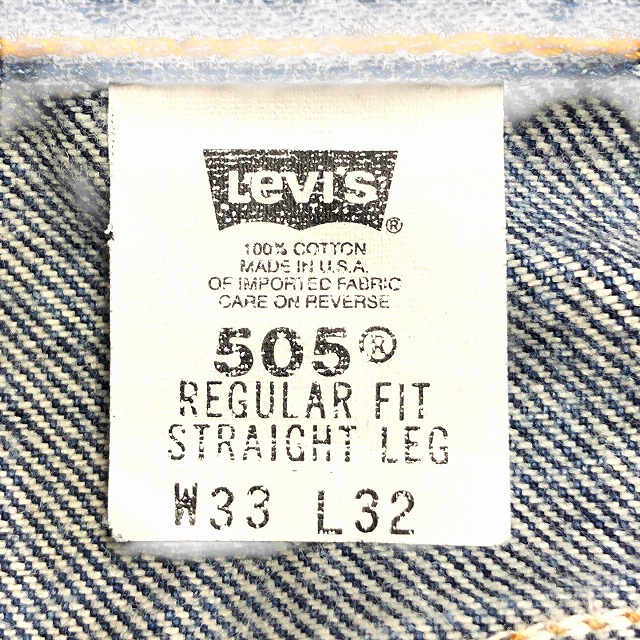 Levi's®
100% COTTON
MADE IN U.S.A.
OF IMPORTED FABRIC
CARE ON REVERSE
505®
REGULAR FIT
STRAIGHT LEG
W33 L32